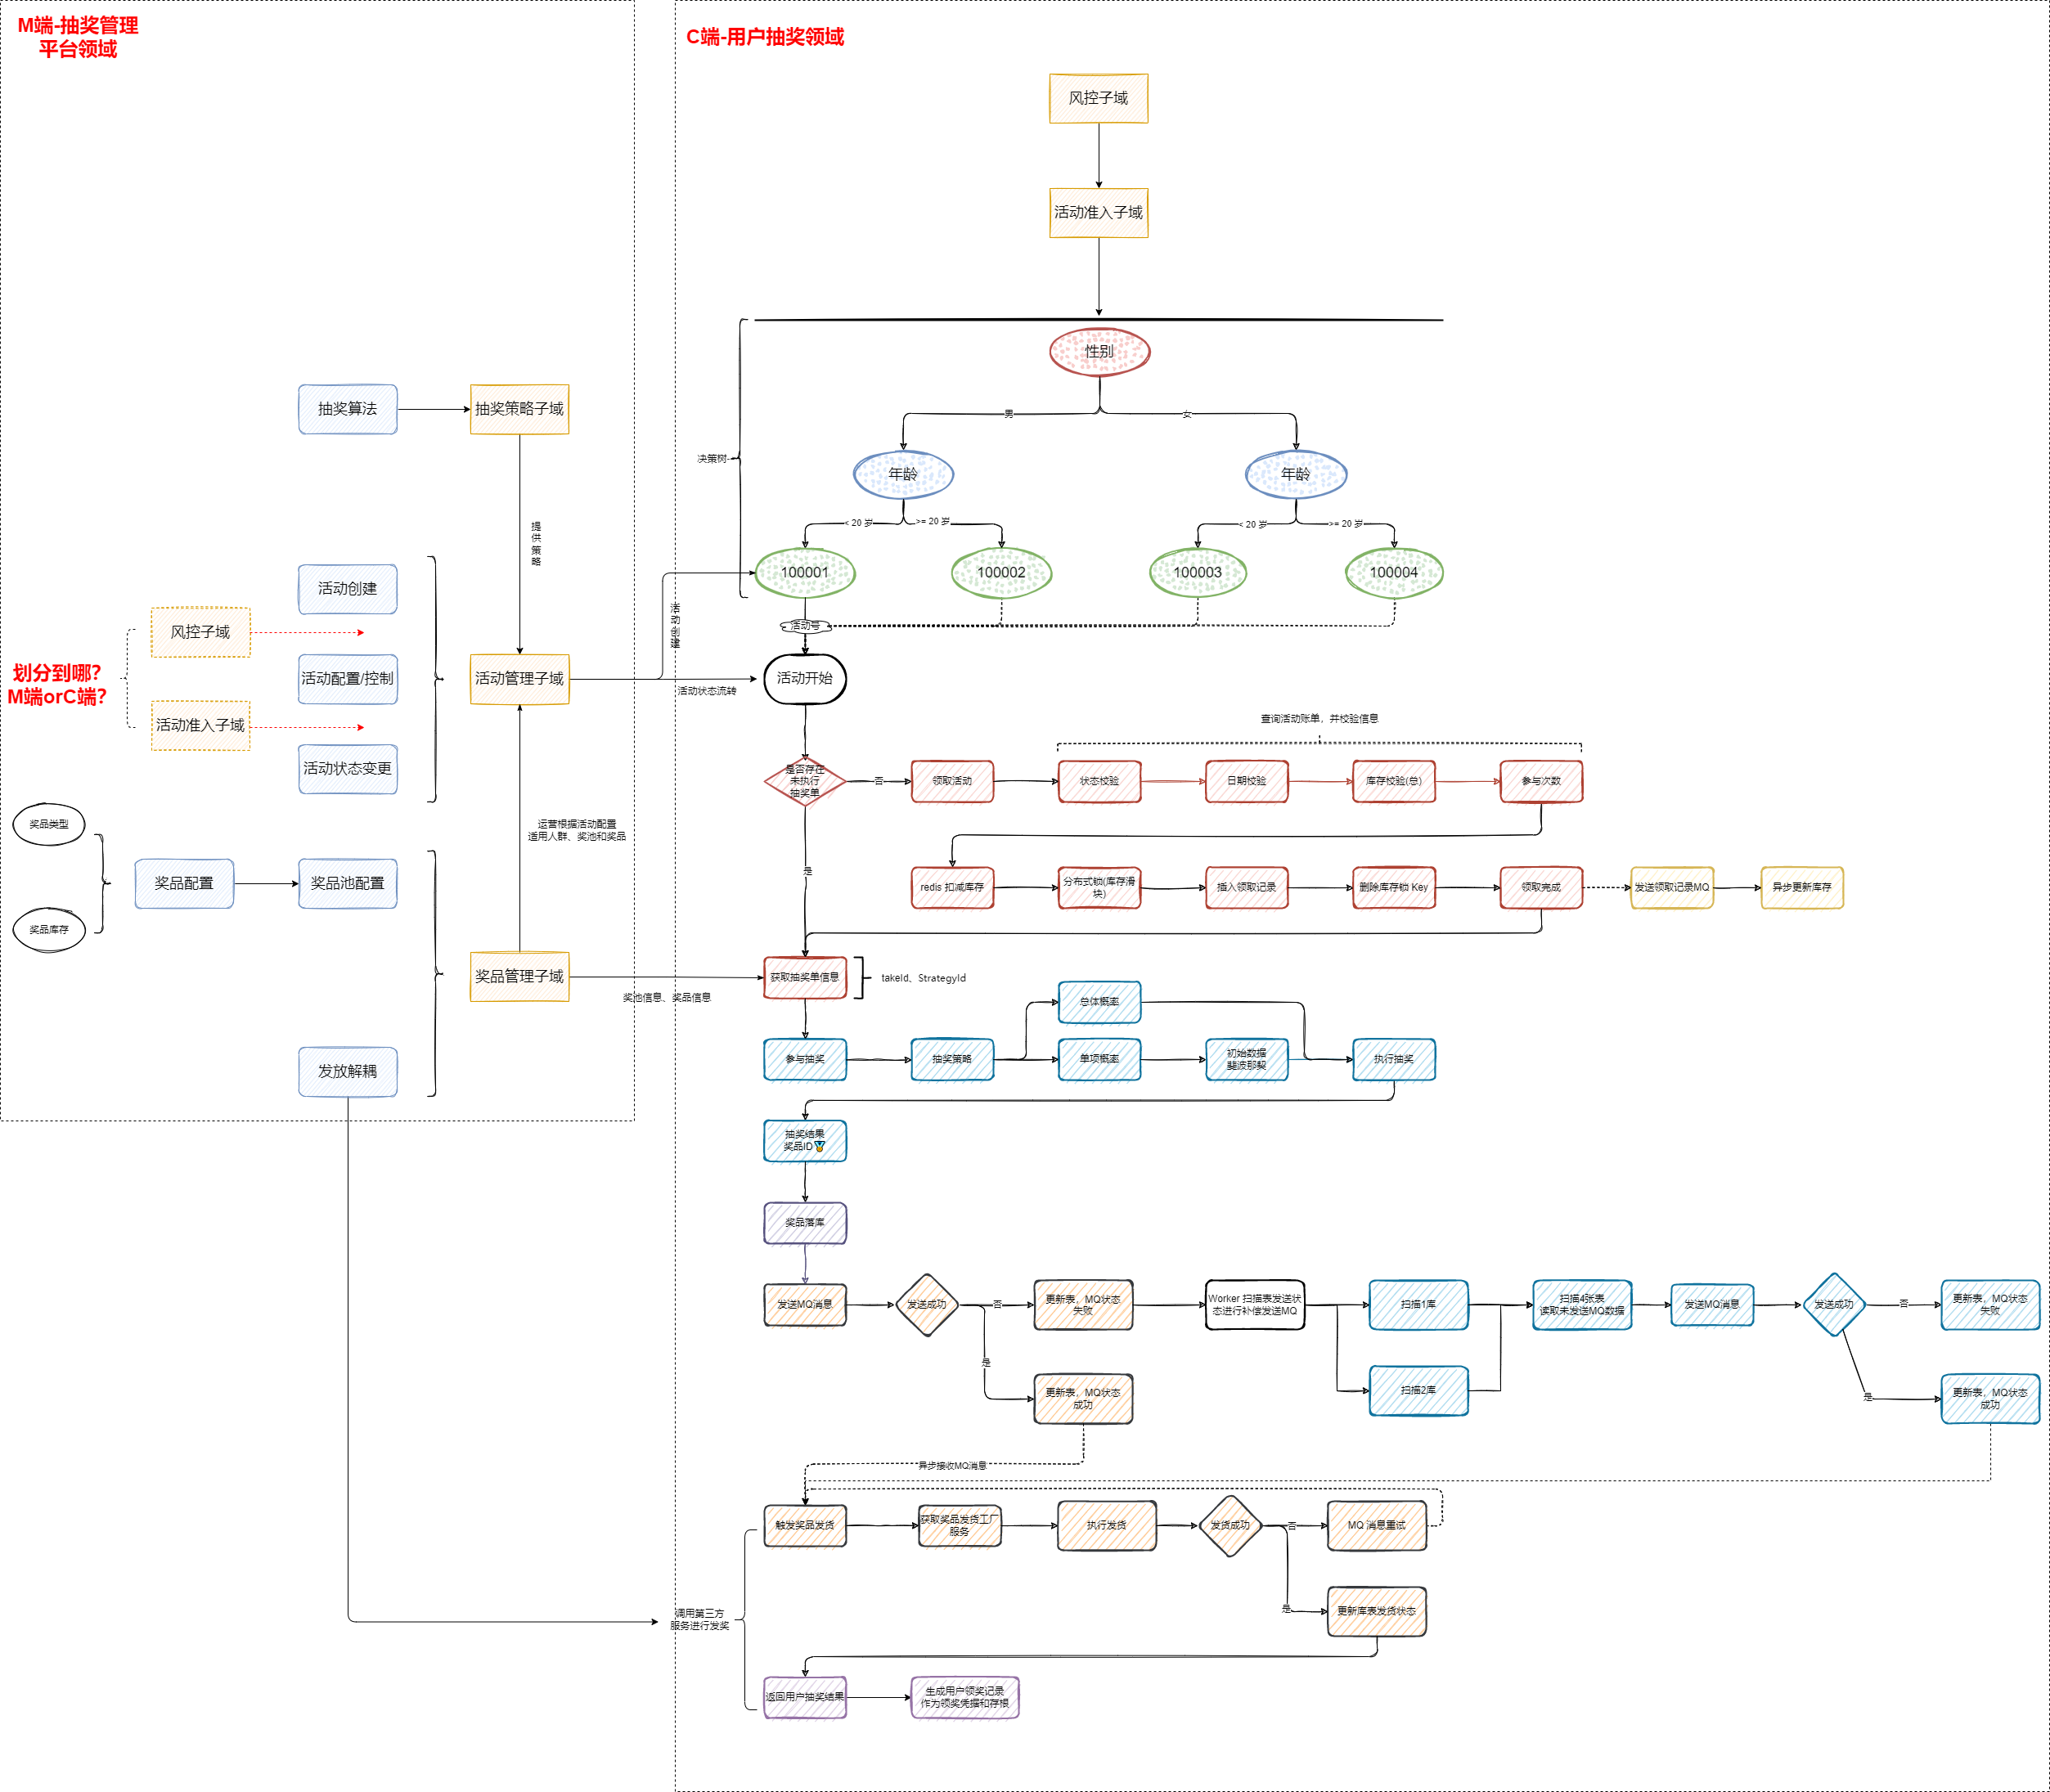 M端-抽奖管理
平台领域
抽奖算法
抽奖策略子域
提
供
策
略
活动创建
风控子域
活动配置/控制
活动管理子域
划分到哪？
M端orC端？
活动准入子域
活动状态变更
奖品类型
运营根据活动配置
适用人群、奖池和奖品
奖品配置
奖品池配置
奖品库存
奖品管理子域
发放解耦
活
动
创
建
活动状态流转
奖池信息、奖品信息
C端-用户抽奖领域
风控子域
活动准入子域
性别
男
女
决策树
年龄
年龄
< 20 岁
>= 20 岁
< 20 岁
>= 20 岁
100001
100002
100003
100004
活动号
活动开始
查询活动账单，并校验信息
是否存在
未执行
抽奖单
否
领取活动
状态校验
日期校验
库存校验(总)
参与次数
是
redis 扣减库存
分布式锁(库存滑
块)
插入领取记录
删除库存锁 Key
领取完成
发送领取记录MQ
异步更新库存
获取抽奖单信息
takeId、StrategyId
总体概率
参与抽奖
抽奖策略
单项概率
初始数据
斐波那契
执行抽奖
抽奖结果
奖品ID🏅
奖品落库
发送MQ消息
发送成功
否
更新表，MQ状态
失败
Worker 扫描表发送状
态进行补偿发送MQ
扫描1库
扫描4张表
读取未发送MQ数据
发送MQ消息
发送成功
否
更新表，MQ状态
失败
是
更新表，MQ状态
成功
扫描2库
是
更新表，MQ状态
成功
异步接收MQ消息
触发奖品发货
获取奖品发货工厂
服务
执行发货
发货成功
否
MQ 消息重试
是
更新库表发货状态
调用第三方
服务进行发奖
返回用户抽奖结果
生成用户领奖记录
作为领奖凭据和存根